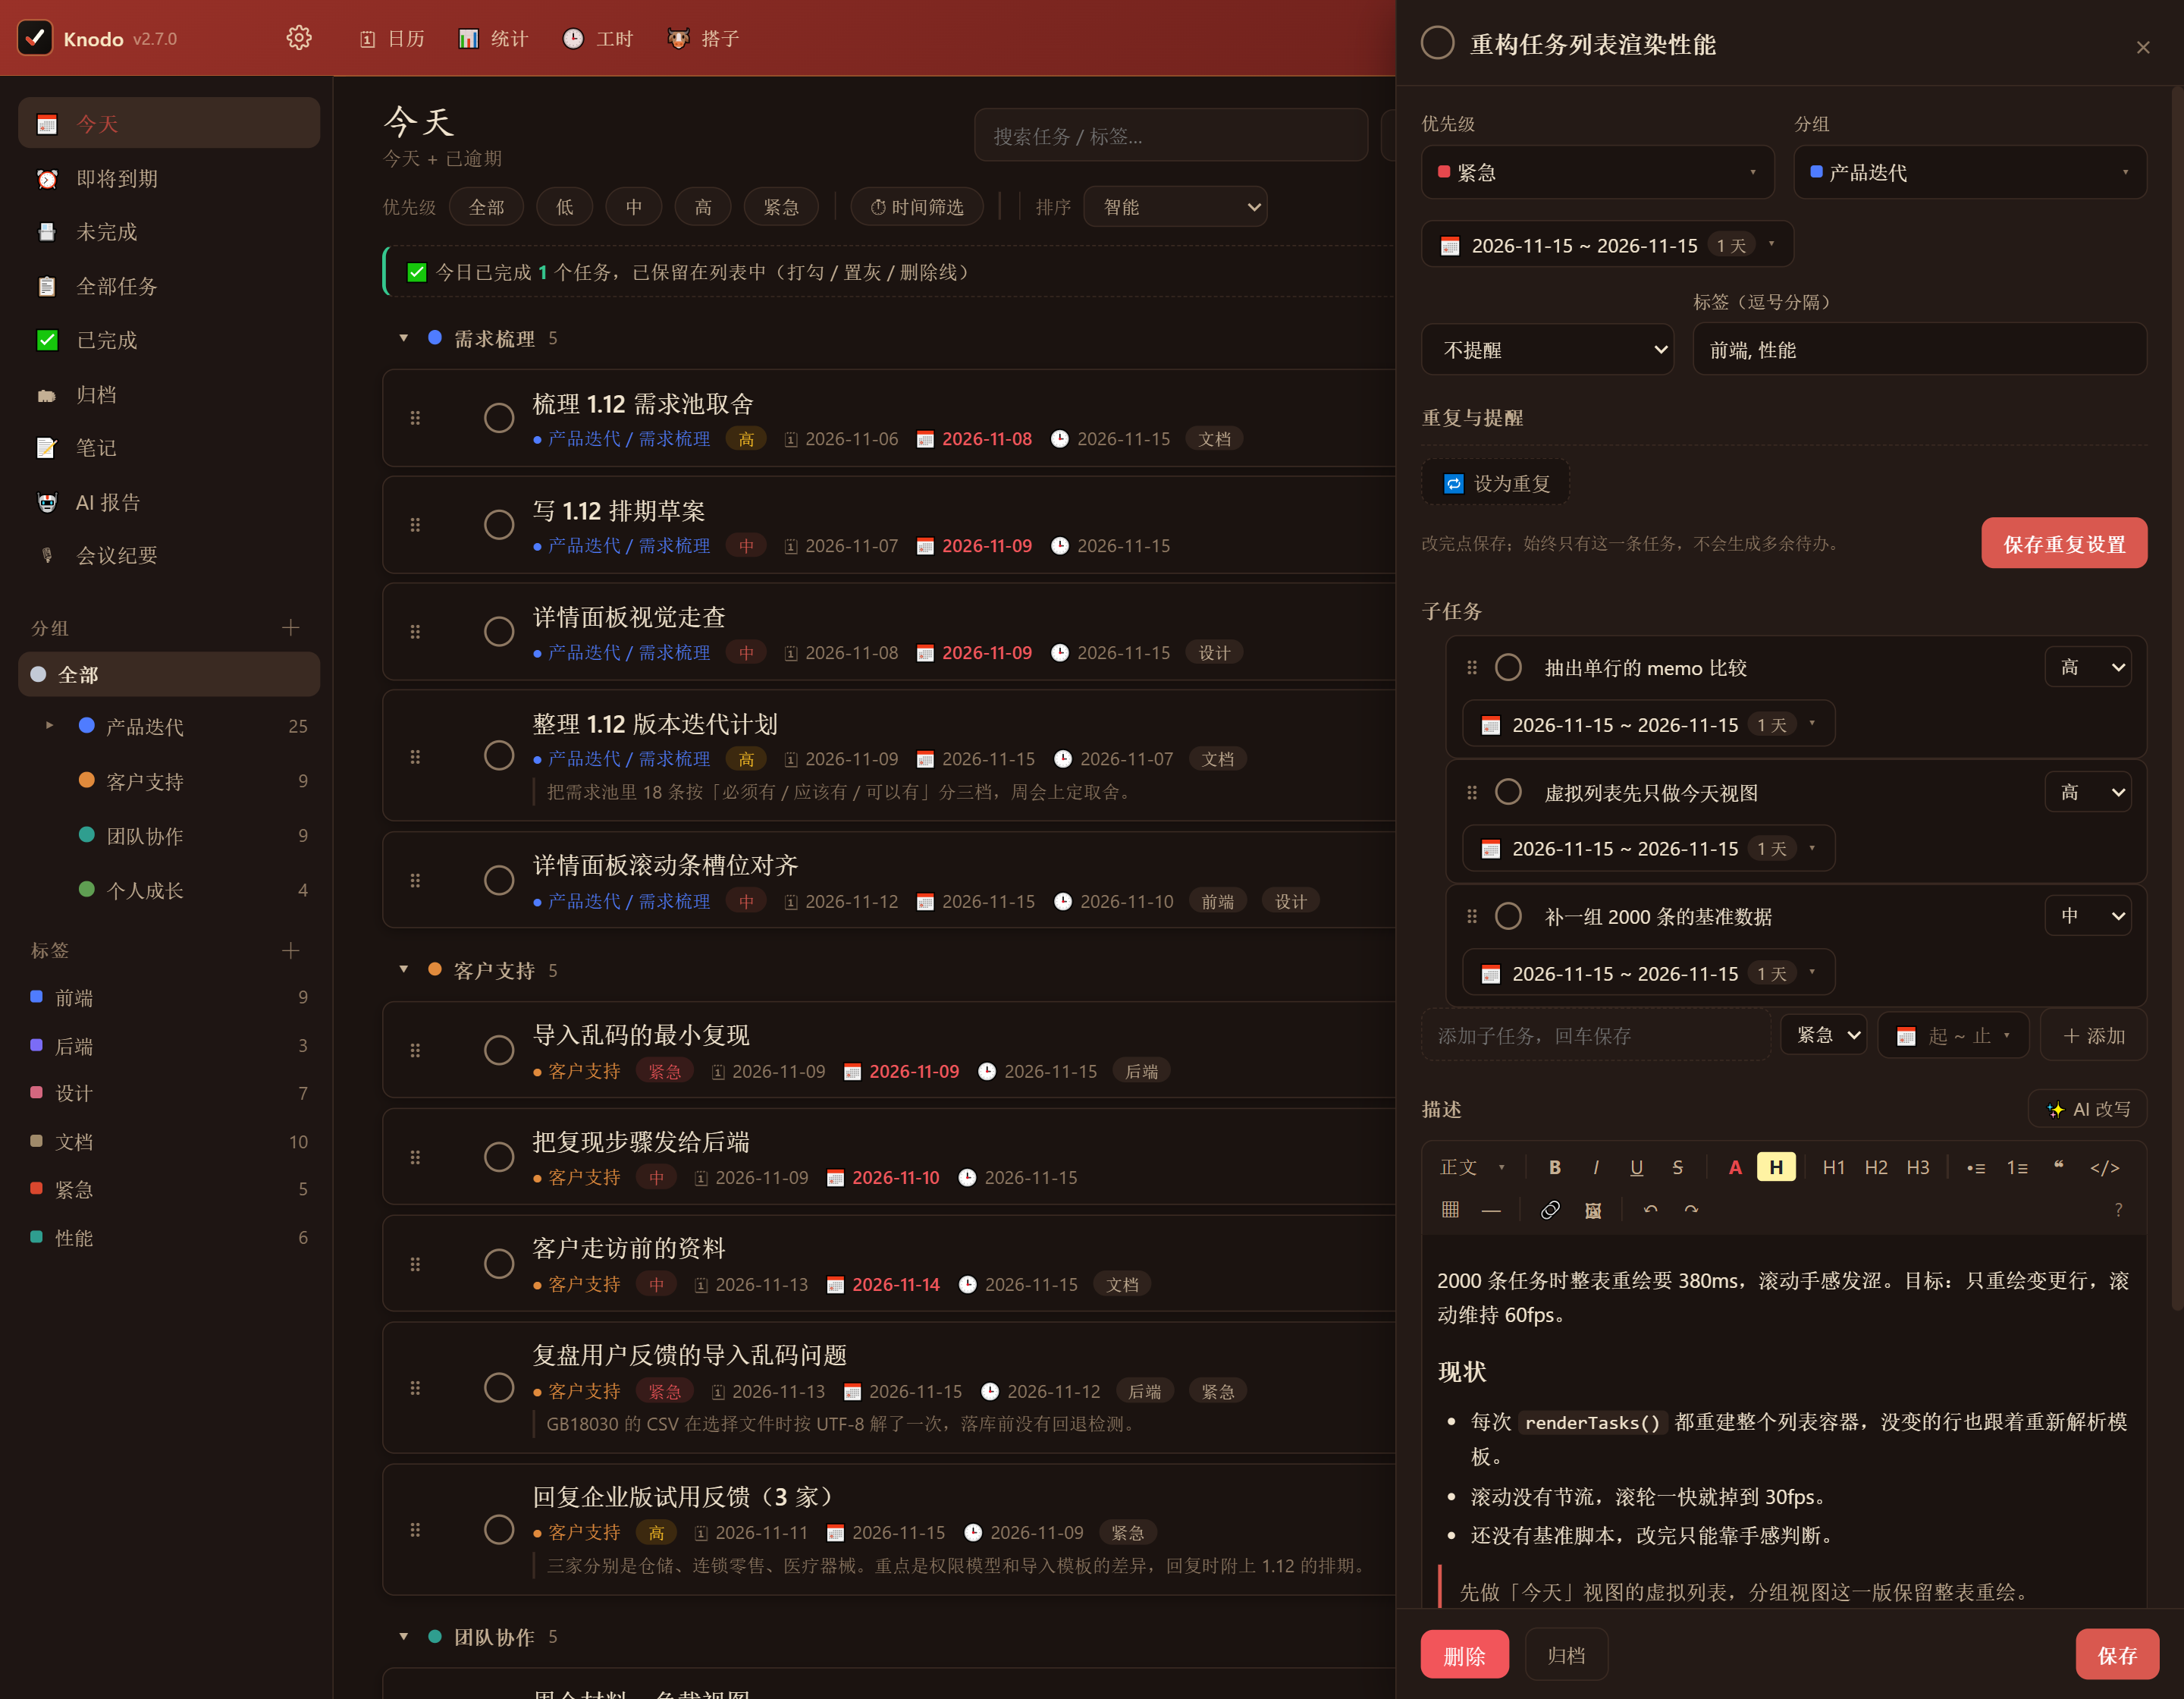 Knodo v2.7.0
日历 统计 工时 搭子
今天
即将到期
未完成
全部任务
已完成
归档
笔记
AI 报告
会议纪要
分组
全部
产品迭代 25
客户支持 9
团队协作 9
个人成长 4
标签
前端 9
后端 3
设计 7
文档 10
紧急 5
性能 6
今天
今天 + 已逾期
搜索任务 / 标签...
优先级 全部 低 中 高 紧急 时间筛选 排序 智能
今日已完成 1 个任务，已保留在列表中（打勾 / 置灰 / 删除线）
需求梳理 5
梳理 1.12 需求池取舍
产品迭代 / 需求梳理 高 2026-11-06 2026-11-08 2026-11-15 文档
写 1.12 排期草案
产品迭代 / 需求梳理 中 2026-11-07 2026-11-09 2026-11-15
详情面板视觉走查
产品迭代 / 需求梳理 中 2026-11-08 2026-11-09 2026-11-15 设计
整理 1.12 版本迭代计划
产品迭代 / 需求梳理 高 2026-11-09 2026-11-15 2026-11-07 文档
把需求池里 18 条按「必须有 / 应该有 / 可以有」分三档，周会上定取舍。
详情面板滚动条槽位对齐
产品迭代 / 需求梳理 中 2026-11-12 2026-11-15 2026-11-10 前端 设计
客户支持 5
导入乱码的最小复现
客户支持 紧急 2026-11-09 2026-11-09 2026-11-15 后端
把复现步骤发给后端
客户支持 中 2026-11-09 2026-11-10 2026-11-15
客户走访前的资料
客户支持 中 2026-11-13 2026-11-14 2026-11-15 文档
复盘用户反馈的导入乱码问题
客户支持 紧急 2026-11-13 2026-11-15 2026-11-12 后端 紧急
GB18030 的 CSV 在选择文件时按 UTF-8 解了一次，落库前没有回退检测。
回复企业版试用反馈（3 家）
客户支持 高 2026-11-11 2026-11-15 2026-11-09 紧急
三家分别是仓储、连锁零售、医疗器械。重点是权限模型和导入模板的差异，回复时附上 1.12 的排期。
团队协作 5
重构任务列表渲染性能 ×
优先级 分组
紧急 产品迭代
2026-11-15 ~ 2026-11-15 1 天
标签（逗号分隔）
不提醒 前端, 性能
重复与提醒
设为重复
改完点保存；始终只有这一条任务，不会生成多余待办。 保存重复设置
子任务
抽出单行的 memo 比较 高
2026-11-15 ~ 2026-11-15 1 天
虚拟列表先只做今天视图 高
2026-11-15 ~ 2026-11-15 1 天
补一组 2000 条的基准数据 中
2026-11-15 ~ 2026-11-15 1 天
添加子任务，回车保存 紧急 起 ~ 止 + 添加
描述 AI 改写
正文 B I U S A H H1 H2 H3 •≡ 1≡ ❝ </>
— ?
2000 条任务时整表重绘要 380ms，滚动手感发涩。目标：只重绘变更行，滚
动维持 60fps。
现状
• 每次 renderTasks() 都重建整个列表容器，没变的行也跟着重新解析模
板。
• 滚动没有节流，滚轮一快就掉到 30fps。
• 还没有基准脚本，改完只能靠手感判断。
先做「今天」视图的虚拟列表，分组视图这一版保留整表重绘。
删除 归档 保存